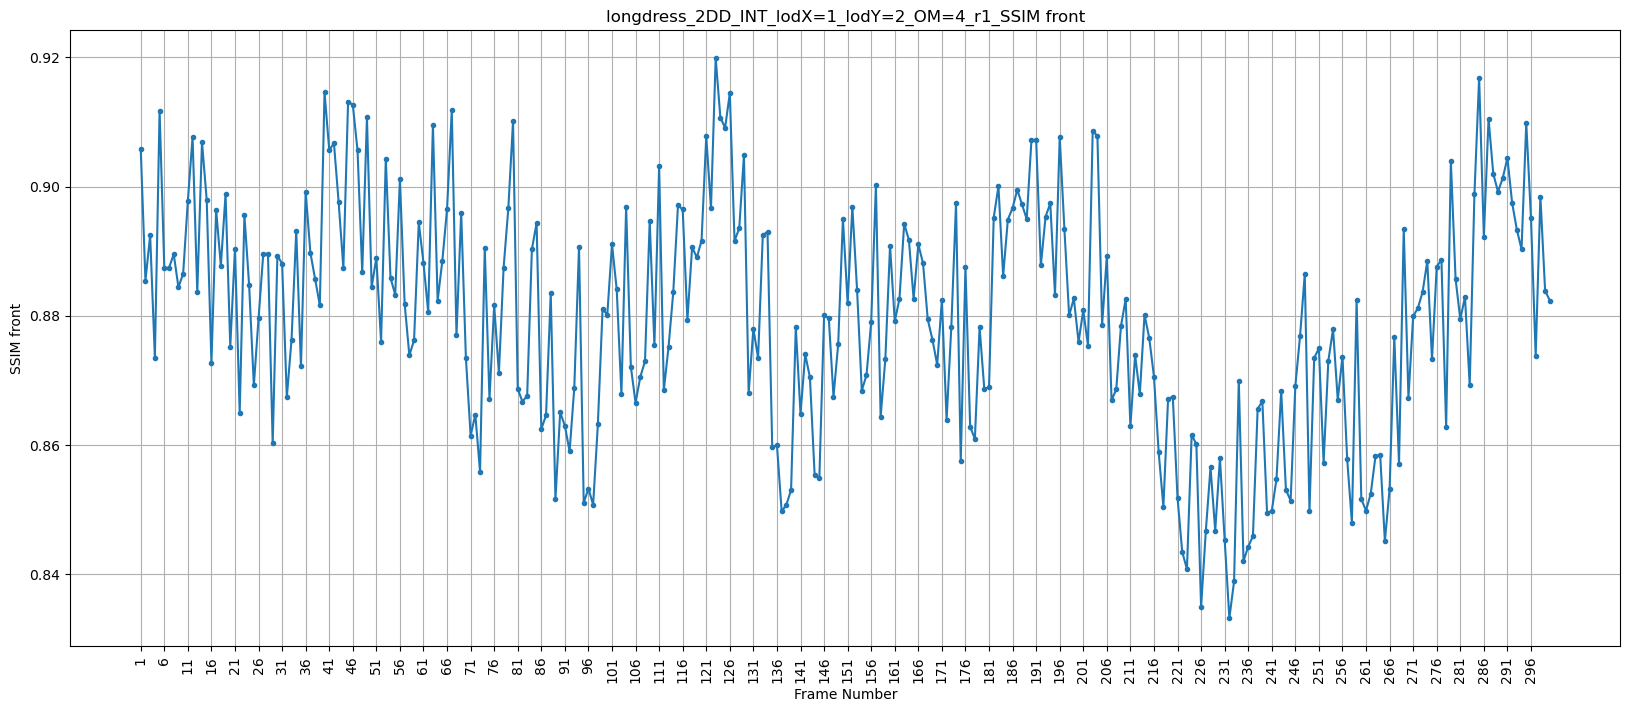 longdress_2DD_INT_lodX=1_lodY=2_OM=4_r1_SSIM front
SSIM front
0.92
0.90
0.88
0.86
0.84
1 6 11 16 21 26 31 36 41 46 51 56 61 66 71 76 81 86 91 96 101 106 111 116 121 126 131 136 141 146 151 156 161 166 171 176 181 186 191 196 201 206 211 216 221 226 231 236 241 246 251 256 261 266 271 276 281 286 291 296
Frame Number